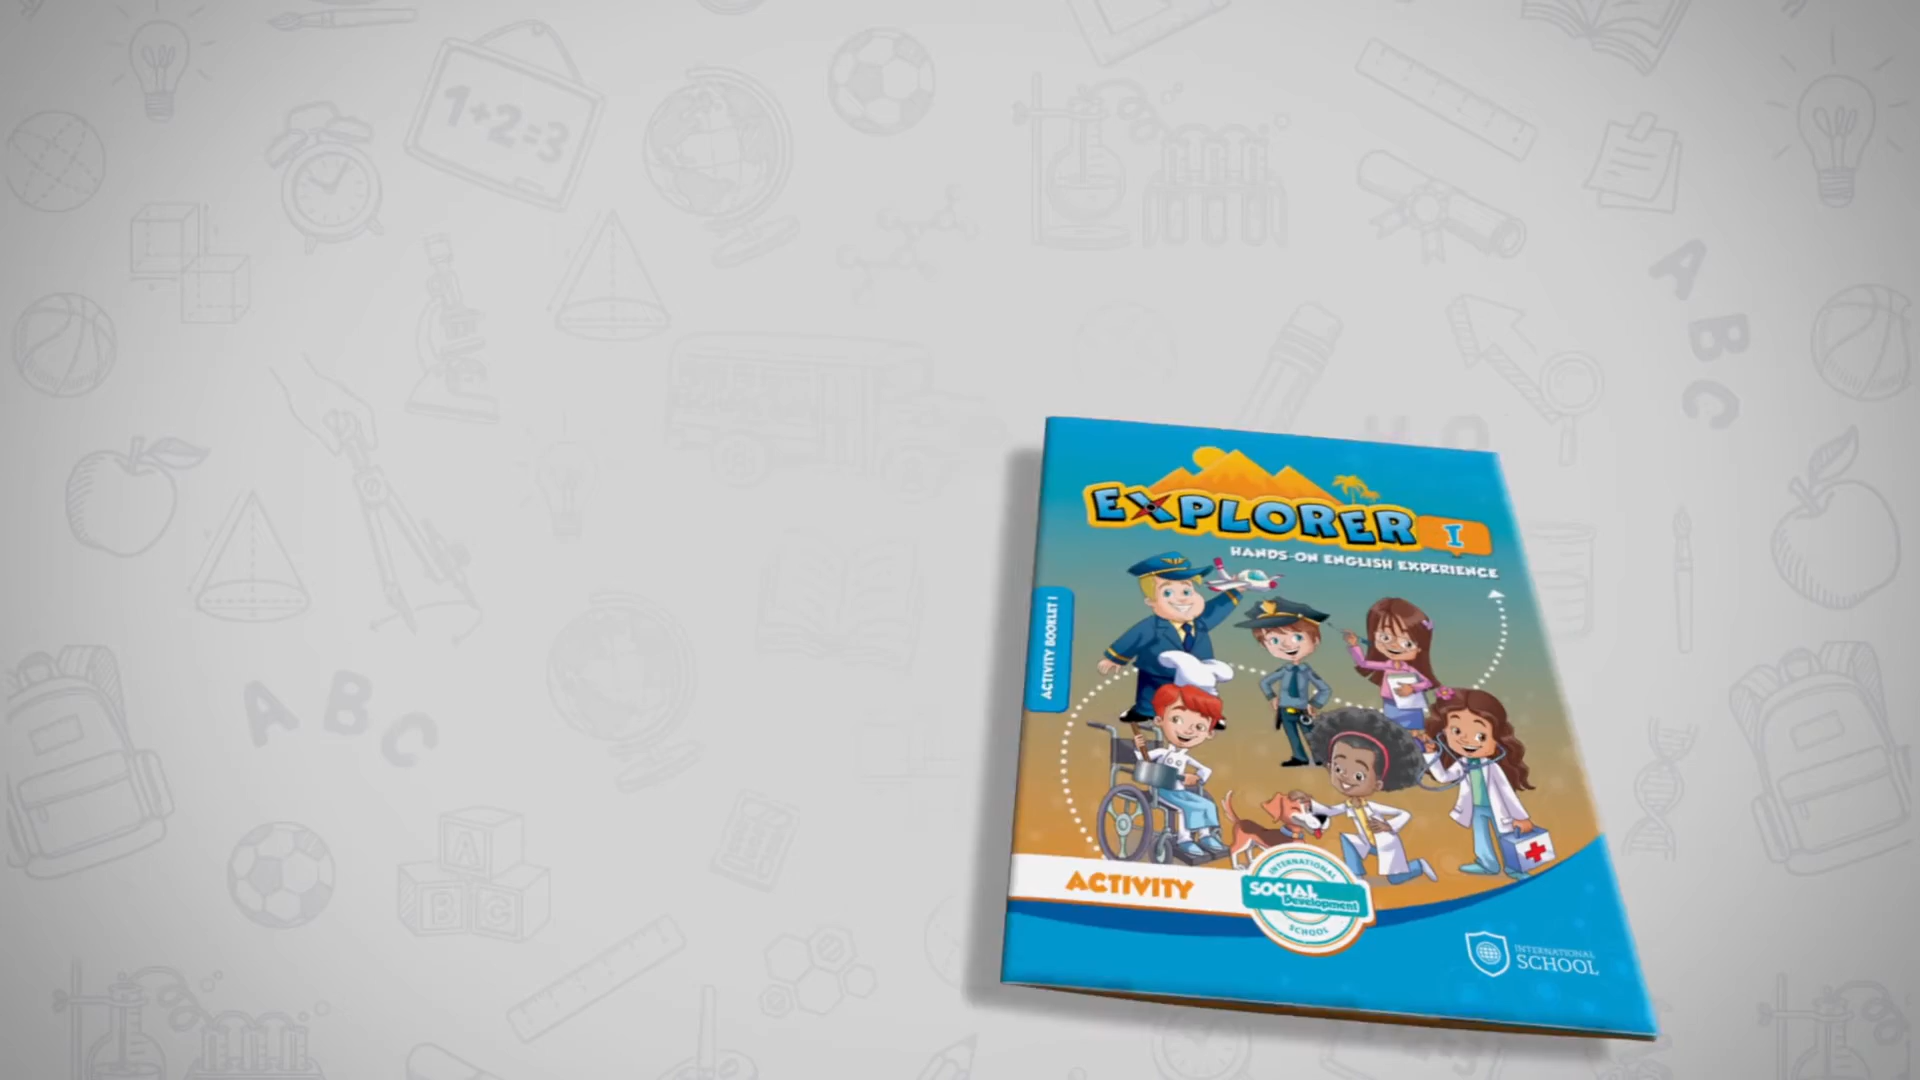 1+2=3
A
B
C
EXPLORER I
HANDS-ON ENGLISH EXPERIENCE
ACTIVITY BOOKLET I
A B C
A
B C
ACTIVITY
INTERNATIONAL
SOCIAL
Development
SCHOOL
INTERNATIONAL
SCHOOL